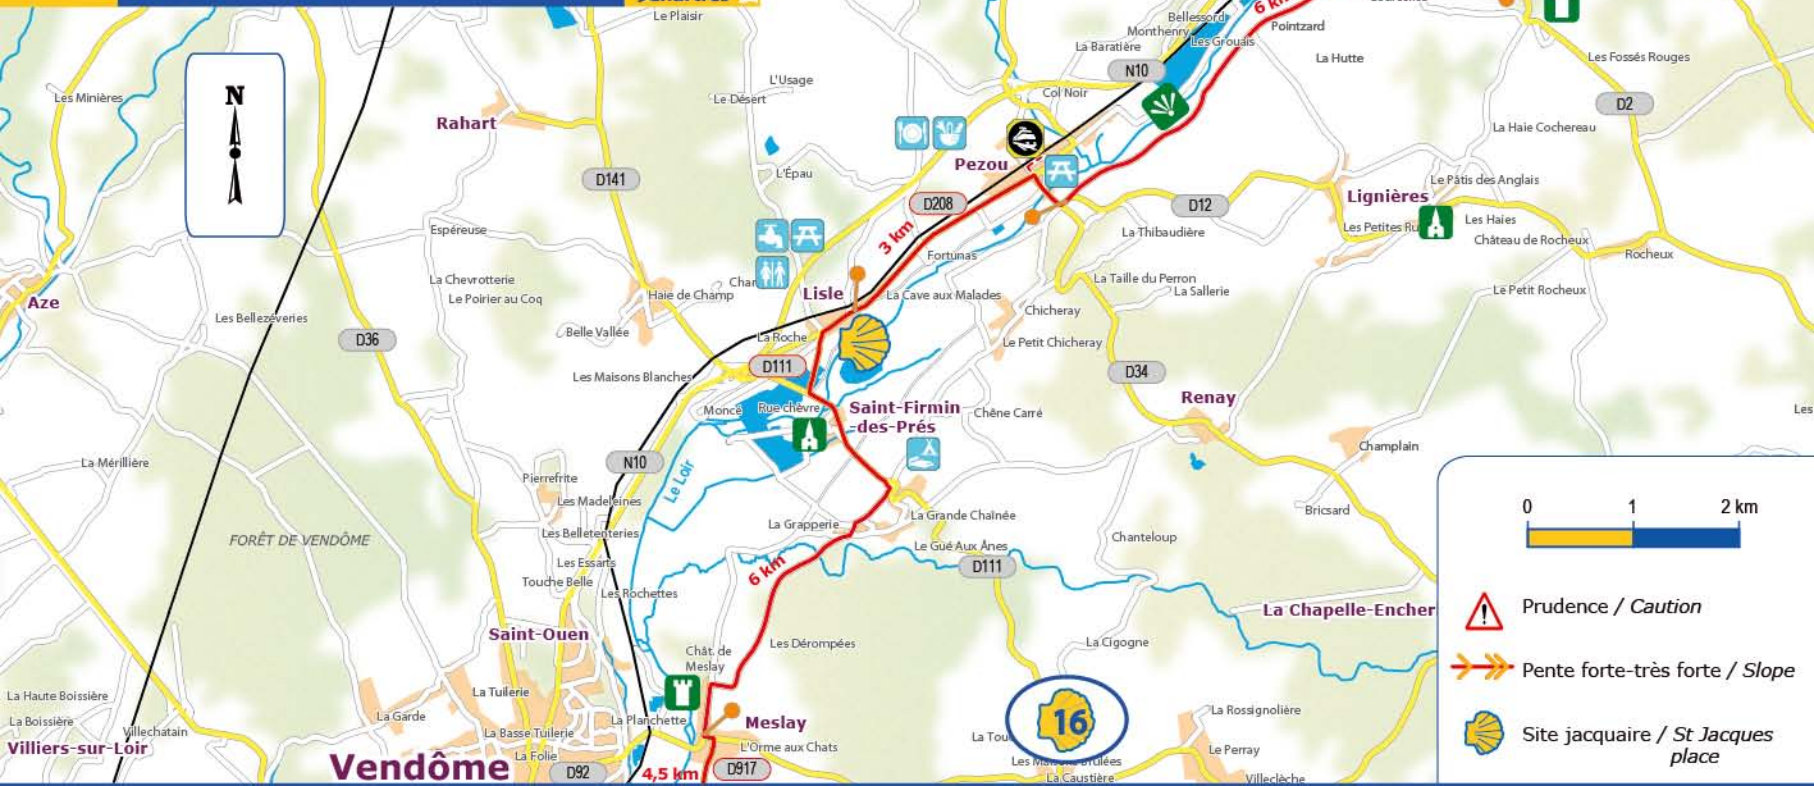 Le Plaisir
Bellessord
6 km
Pointzard
Monthenry
Les Grouais
La Baratière
La Hutte
Les Fossés Rouges
N10
L'Usage
Les Minières
Le Désert
Col Noir
D2
N
Rahart
La Haie Cochereau
Pezou
L'Épau
D141
Le Pâtis des Anglais
Lignières
D208
D12
Les Haies
Les Petites Ru
Espéreuse
3 km
La Thibaudière
Château de Rocheux
Fortunas
Rocheux
La Chevrotterie
Char
La Taille du Perron
Aze
Le Poirier au Coq
Haie de Champ
Lisle
La Cave aux Malades
La Sallerie
Le Petit Rocheux
Les Bellezéveries
Chicheray
Belle Vallée
D36
La Roche
Le Petit Chicheray
D111
D34
Les Maisons Blanches
Renay
Moncé
Rue chèvre
Saint-Firmin
-des-Prés
Chêne Carré
Les
Champlain
La Mérillière
N10
Le Loir
Pierrefrite
Les Madeleines
0
1
2 km
Bricsard
La Grapperie
La Grande Chaînée
FORÊT DE VENDÔME
Les Belletenteries
Chanteloup
Le Gué Aux Ânes
Les Essarts
D111
6 km
Touche Belle
Les Rochettes
La Chapelle-Encher
Prudence / Caution
Saint-Ouen
Les Dérompées
La Cigogne
Chât. de
Meslay
Pente forte-très forte / Slope
La Haute Boissière
La Tuilerie
La Garde
La Planchette
Meslay
16
La Rossignolière
La Boissière
Villechatain
La Basse Tuilerie
La Tou
Site jacquaire / St Jacques
place
Villiers-sur-Loir
La Folie
L'Orme aux Chats
Le Perray
Vendôme
D92
4,5 km
D917
La Caustière
Villeclèche